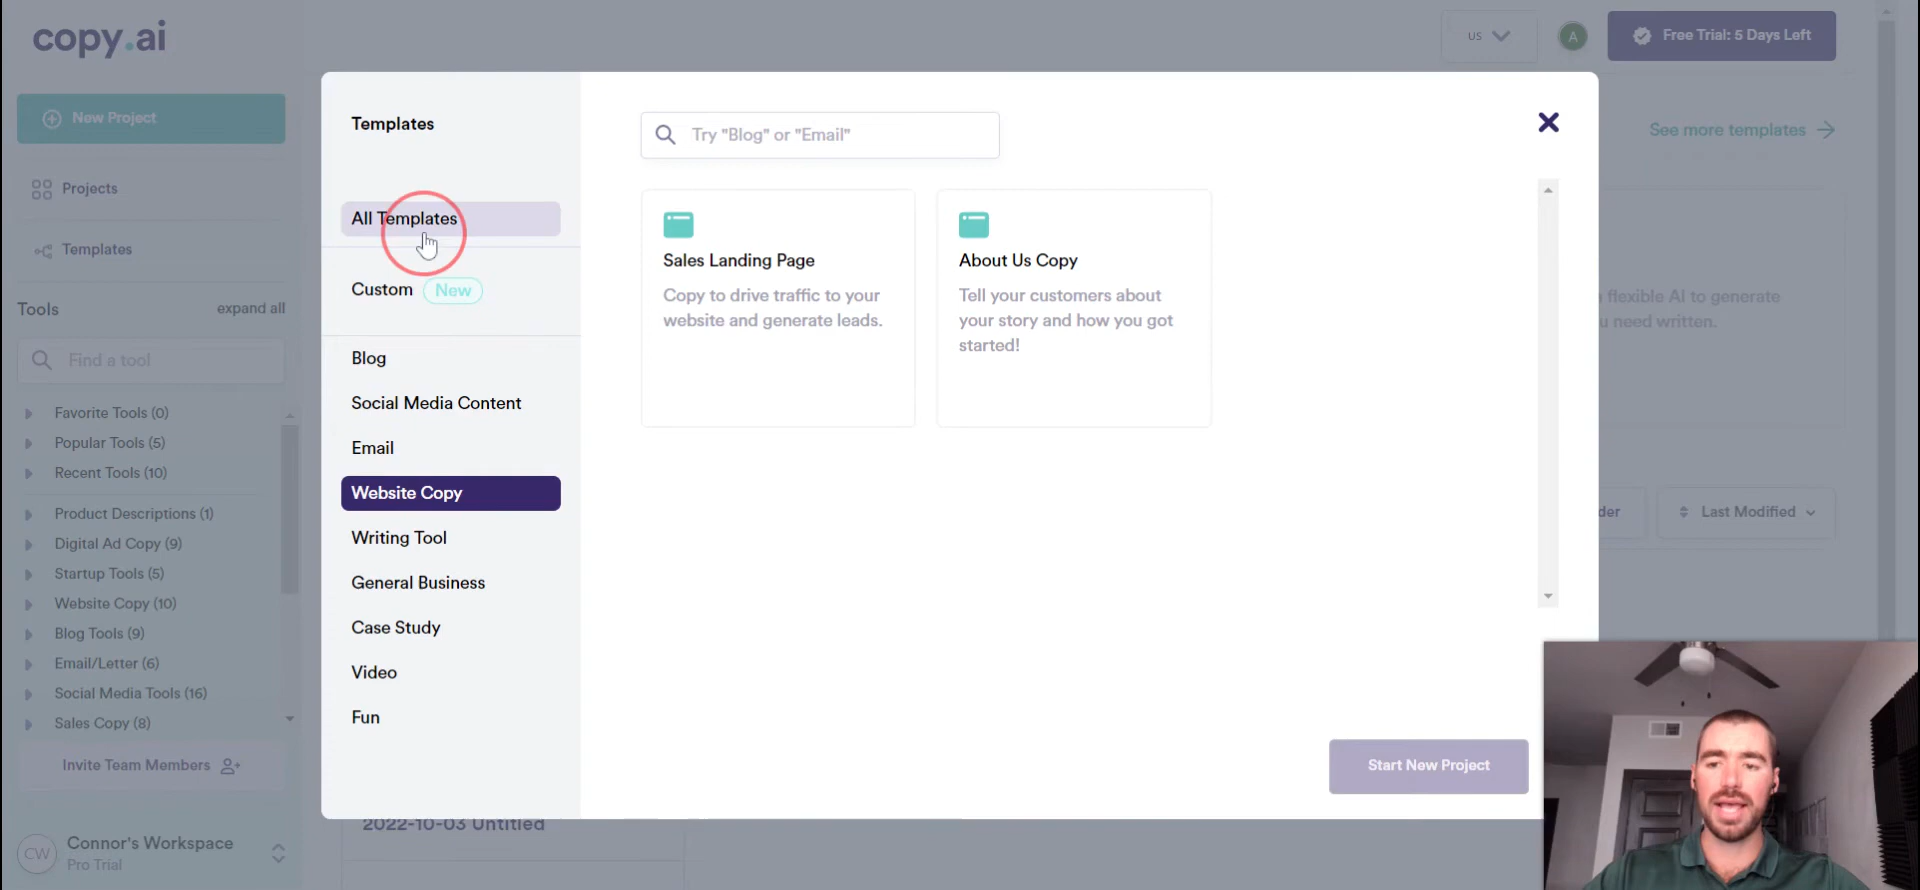 copy.ai
US
A
Free Trial: 5 Days Left
New Project
Projects
Templates
Tools
expand all
Find a tool
Favorite Tools (0)
Popular Tools (5)
Recent Tools (10)
Product Descriptions (1)
Digital Ad Copy (9)
Startup Tools (5)
Website Copy (10)
Blog Tools (9)
Email/Letter (6)
Social Media Tools (16)
Sales Copy (8)
Invite Team Members
CW
Connor's Workspace
Pro Trial
Templates
All Templates
Custom New
Blog
Social Media Content
Email
Website Copy
Writing Tool
General Business
Case Study
Video
Fun
Try "Blog" or "Email"
Sales Landing Page
Copy to drive traffic to your
website and generate leads.
About Us Copy
Tell your customers about
your story and how you got
started!
Start New Project
See more templates
flexible AI to generate
need written.
Last Modified
2022-10-03 Untitled